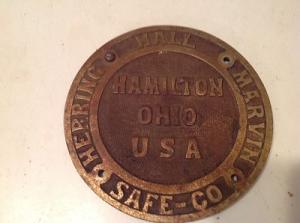 HERRING HALL MARVIN
SAFE-CO
HAMILTON
OHIO
USA